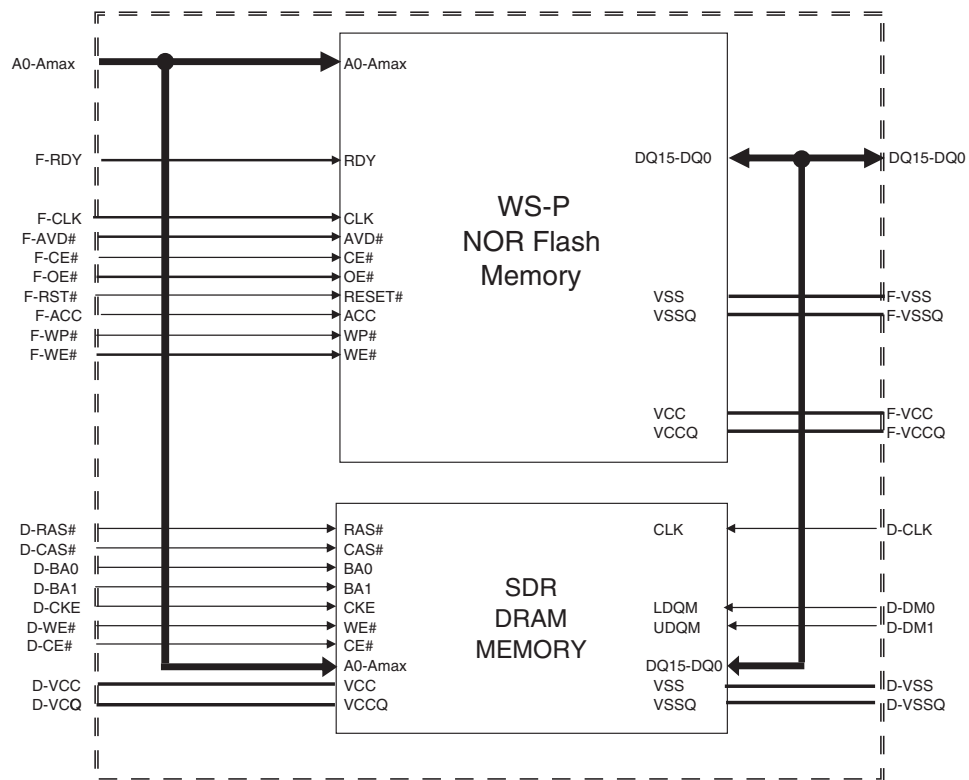 A0-Amax
A0-Amax
F-RDY
RDY
DQ15-DQ0
DQ15-DQ0
WS-P
NOR Flash
Memory
F-CLK
CLK
F-AVD#
AVD#
F-CE#
CE#
F-OE#
OE#
F-RST#
RESET#
F-ACC
ACC
F-WP#
WP#
F-WE#
WE#
VSS
F-VSS
VSSQ
F-VSSQ
VCC
F-VCC
VCCQ
F-VCCQ
D-RAS#
RAS#
D-CAS#
CAS#
D-BA0
BA0
D-BA1
BA1
D-CKE
CKE
D-WE#
WE#
D-CE#
CE#
A0-Amax
D-VCC
VCC
D-VCQ
VCCQ
SDR
DRAM
MEMORY
CLK
D-CLK
LDQM
D-DM0
UDQM
D-DM1
DQ15-DQ0
VSS
D-VSS
VSSQ
D-VSSQ